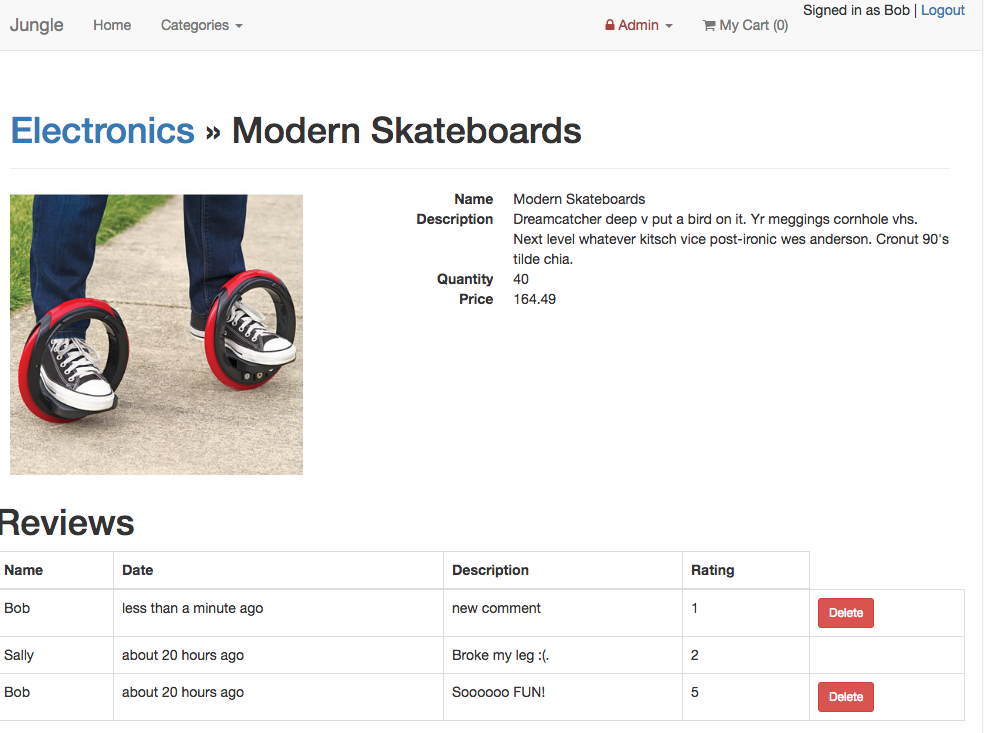 Jungle Home Categories Admin My Cart (0) Signed in as Bob | Logout
Electronics » Modern Skateboards
Name Modern Skateboards
Description Dreamcatcher deep v put a bird on it. Yr meggings cornhole vhs.
Next level whatever kitsch vice post-ironic wes anderson. Cronut 90's
tilde chia.
Quantity 40
Price 164.49
Reviews
Name Date Description Rating
Bob less than a minute ago new comment 1 Delete
Sally about 20 hours ago Broke my leg :(. 2
Bob about 20 hours ago Soooooo FUN! 5 Delete